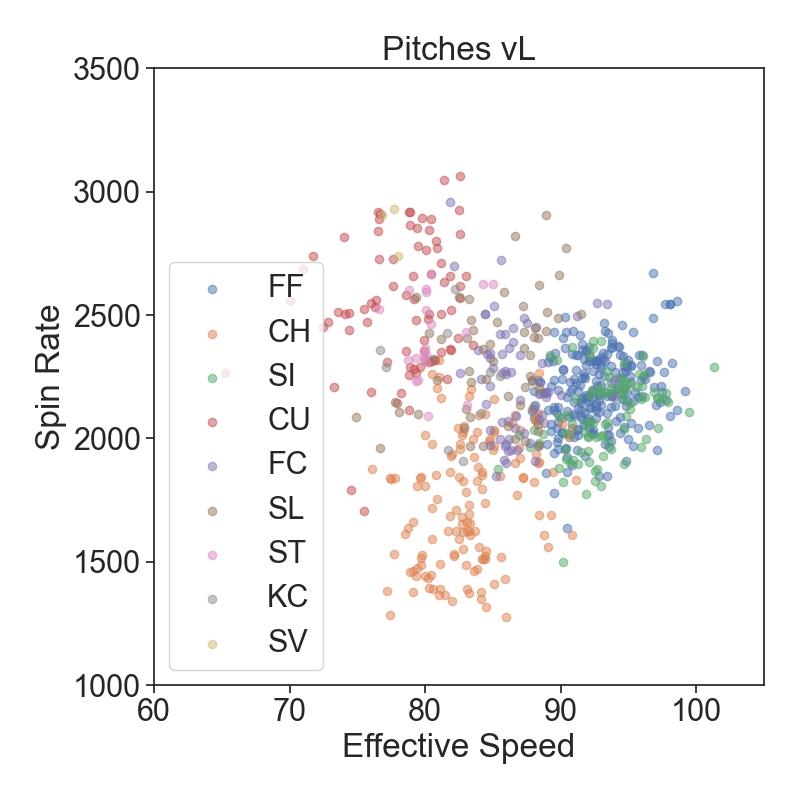 Pitches vL
3500
3000
2500
2000
1500
1000
Spin Rate
FF
CH
SI
CU
FC
SL
ST
KC
SV
60 70 80 90 100
Effective Speed